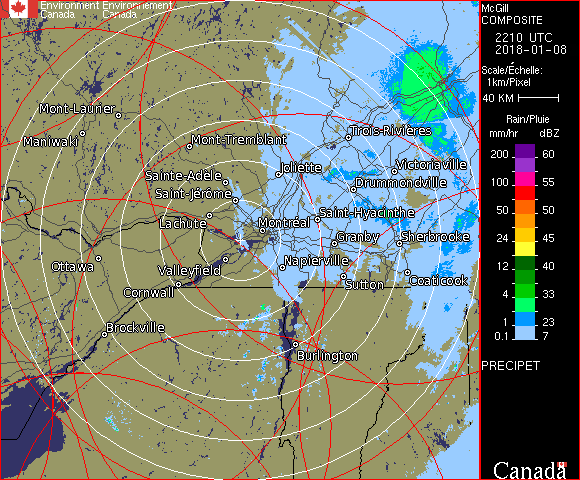 Environment Environnement
Canada Canada
McGill
COMPOSITE
2210 UTC
2018-01-08
Scale/Échelle:
1km/Pixel
40 KM
Rain/Pluie
mm/hr dBZ
200 60
57
100 55
50 50
24 45
12 40
4 33
1 23
0.1 7
PRECIPET
Canada
Mont-Laurier
Maniwaki
Mont-Tremblant
Trois-Rivières
Sainte-Adèle
Joliette
Victoriaville
Saint-Jérôme
Drummondville
Lachute
Montréal
Saint-Hyacinthe
Granby
Sherbrooke
Ottawa
Valleyfield
Napierville
Cornwall
Sutton
Coaticook
Brockville
Burlington